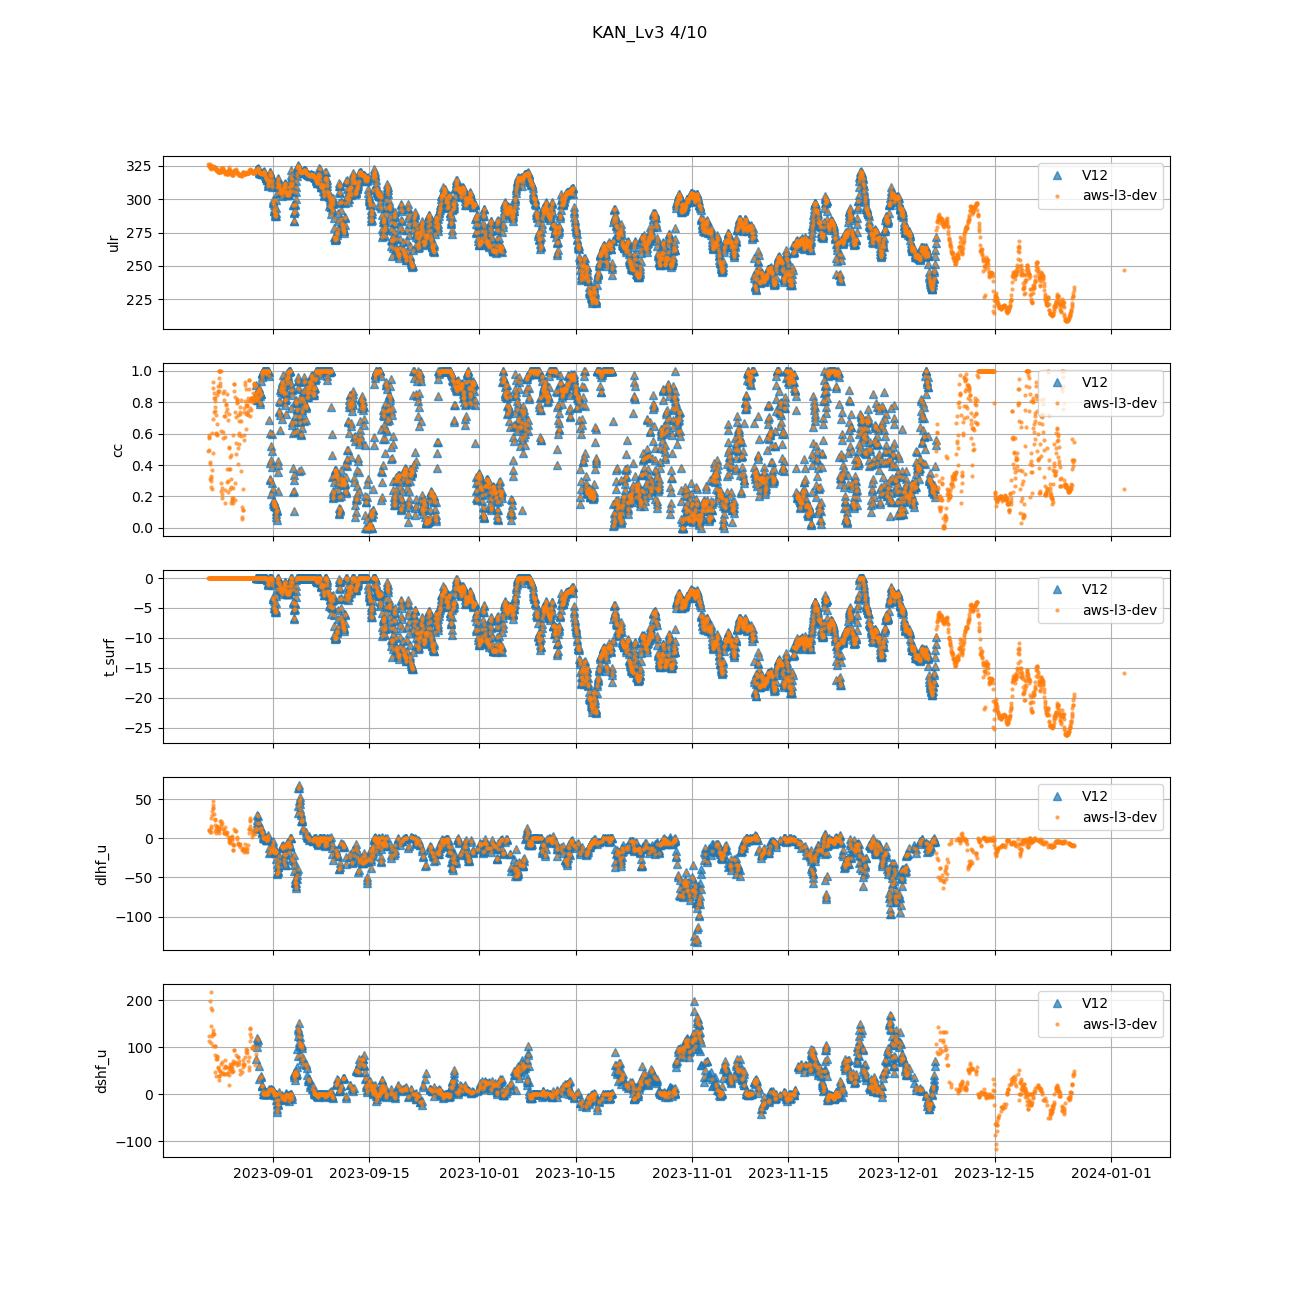 KAN_Lv3 4/10
325
300
275
250
225
ulr
V12
aws-l3-dev
1.0
0.8
0.6
0.4
0.2
0.0
cc
V12
aws-l3-dev
0
−5
−10
−15
−20
−25
t_surf
V12
aws-l3-dev
50
0
−50
−100
dlhf_u
V12
aws-l3-dev
200
100
0
−100
dshf_u
V12
aws-l3-dev
2023-09-01 2023-09-15 2023-10-01 2023-10-15 2023-11-01 2023-11-15 2023-12-01 2023-12-15 2024-01-01